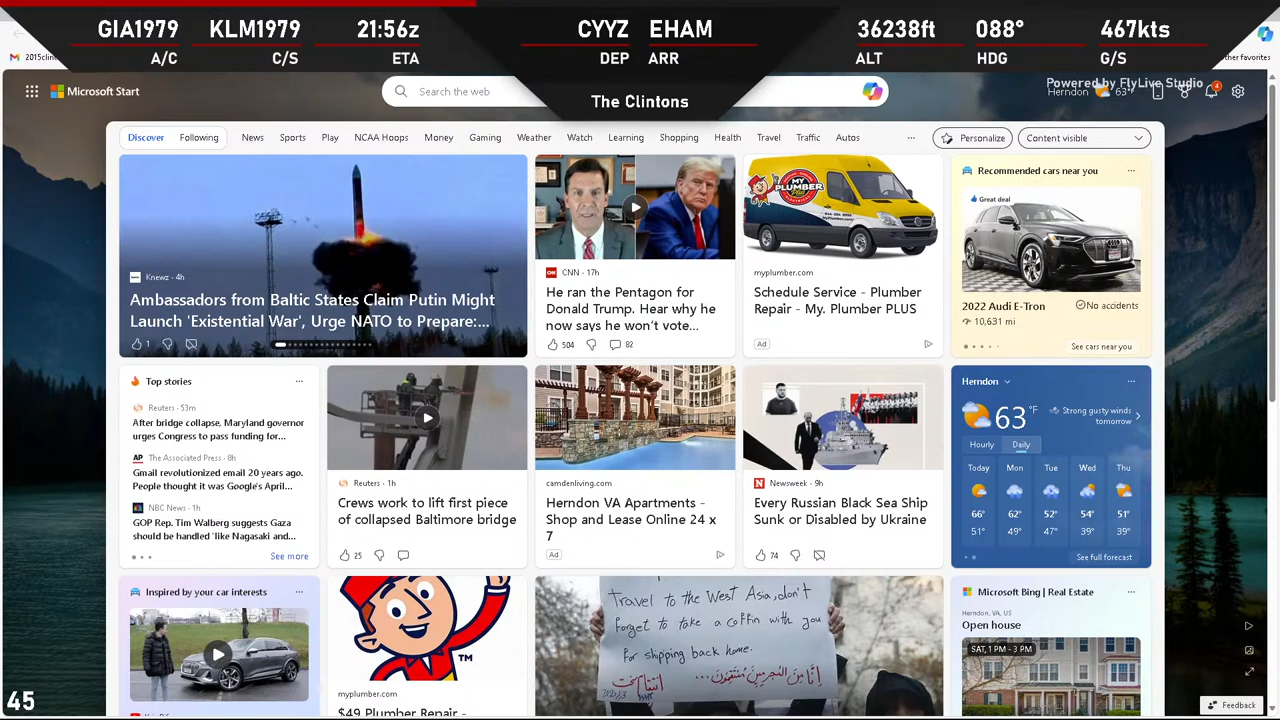 GIA1979 KLM1979 21:56z CYYZ EHAM 36238ft 088° 467kts
A/C C/S ETA DEP ARR ALT HDG G/S
The Clintons
Powered by FlyLive Studio
Microsoft Start
Search the web
Herndon 63°
4
Discover Following News Sports Play NCAA Hoops Money Gaming Weather Watch Learning Shopping Health Travel Traffic Autos ... Personalize Content visible
Knewz · 4h
Ambassadors from Baltic States Claim Putin Might
Launch 'Existential War', Urge NATO to Prepare:...
1
CNN · 17h
He ran the Pentagon for
Donald Trump. Hear why he
now says he won't vote...
504 82
MY
PLUMBER
myplumber.com
Schedule Service - Plumber
Repair - My. Plumber PLUS
Ad
Recommended cars near you
Great deal
2022 Audi E-Tron No accidents
10,631 mi
See cars near you
Top stories
Reuters · 53m
After bridge collapse, Maryland governor
urges Congress to pass funding for...
AP The Associated Press · 8h
Gmail revolutionized email 20 years ago.
People thought it was Google's April...
NBC News · 1h
GOP Rep. Tim Walberg suggests Gaza
should be handled 'like Nagasaki and...
See more
Reuters · 1h
Crews work to lift first piece
of collapsed Baltimore bridge
25
camdenliving.com
Herndon VA Apartments -
Shop and Lease Online 24 x
7
Ad
N Newsweek · 9h
Every Russian Black Sea Ship
Sunk or Disabled by Ukraine
74
Herndon
63 °F Strong gusty winds
tomorrow
Hourly Daily
Today Mon Tue Wed Thu
66° 62° 52° 54° 51°
51° 49° 47° 39° 39°
See full forecast
Inspired by your car interests
TM
myplumber.com
$49 Plumber Repair -
Travel to the West Asia, don't
forget to take a coffin with you
for shipping back home.
Microsoft Bing | Real Estate
Herndon, VA, US
Open house
SAT, 1 PM - 3 PM
Feedback
45